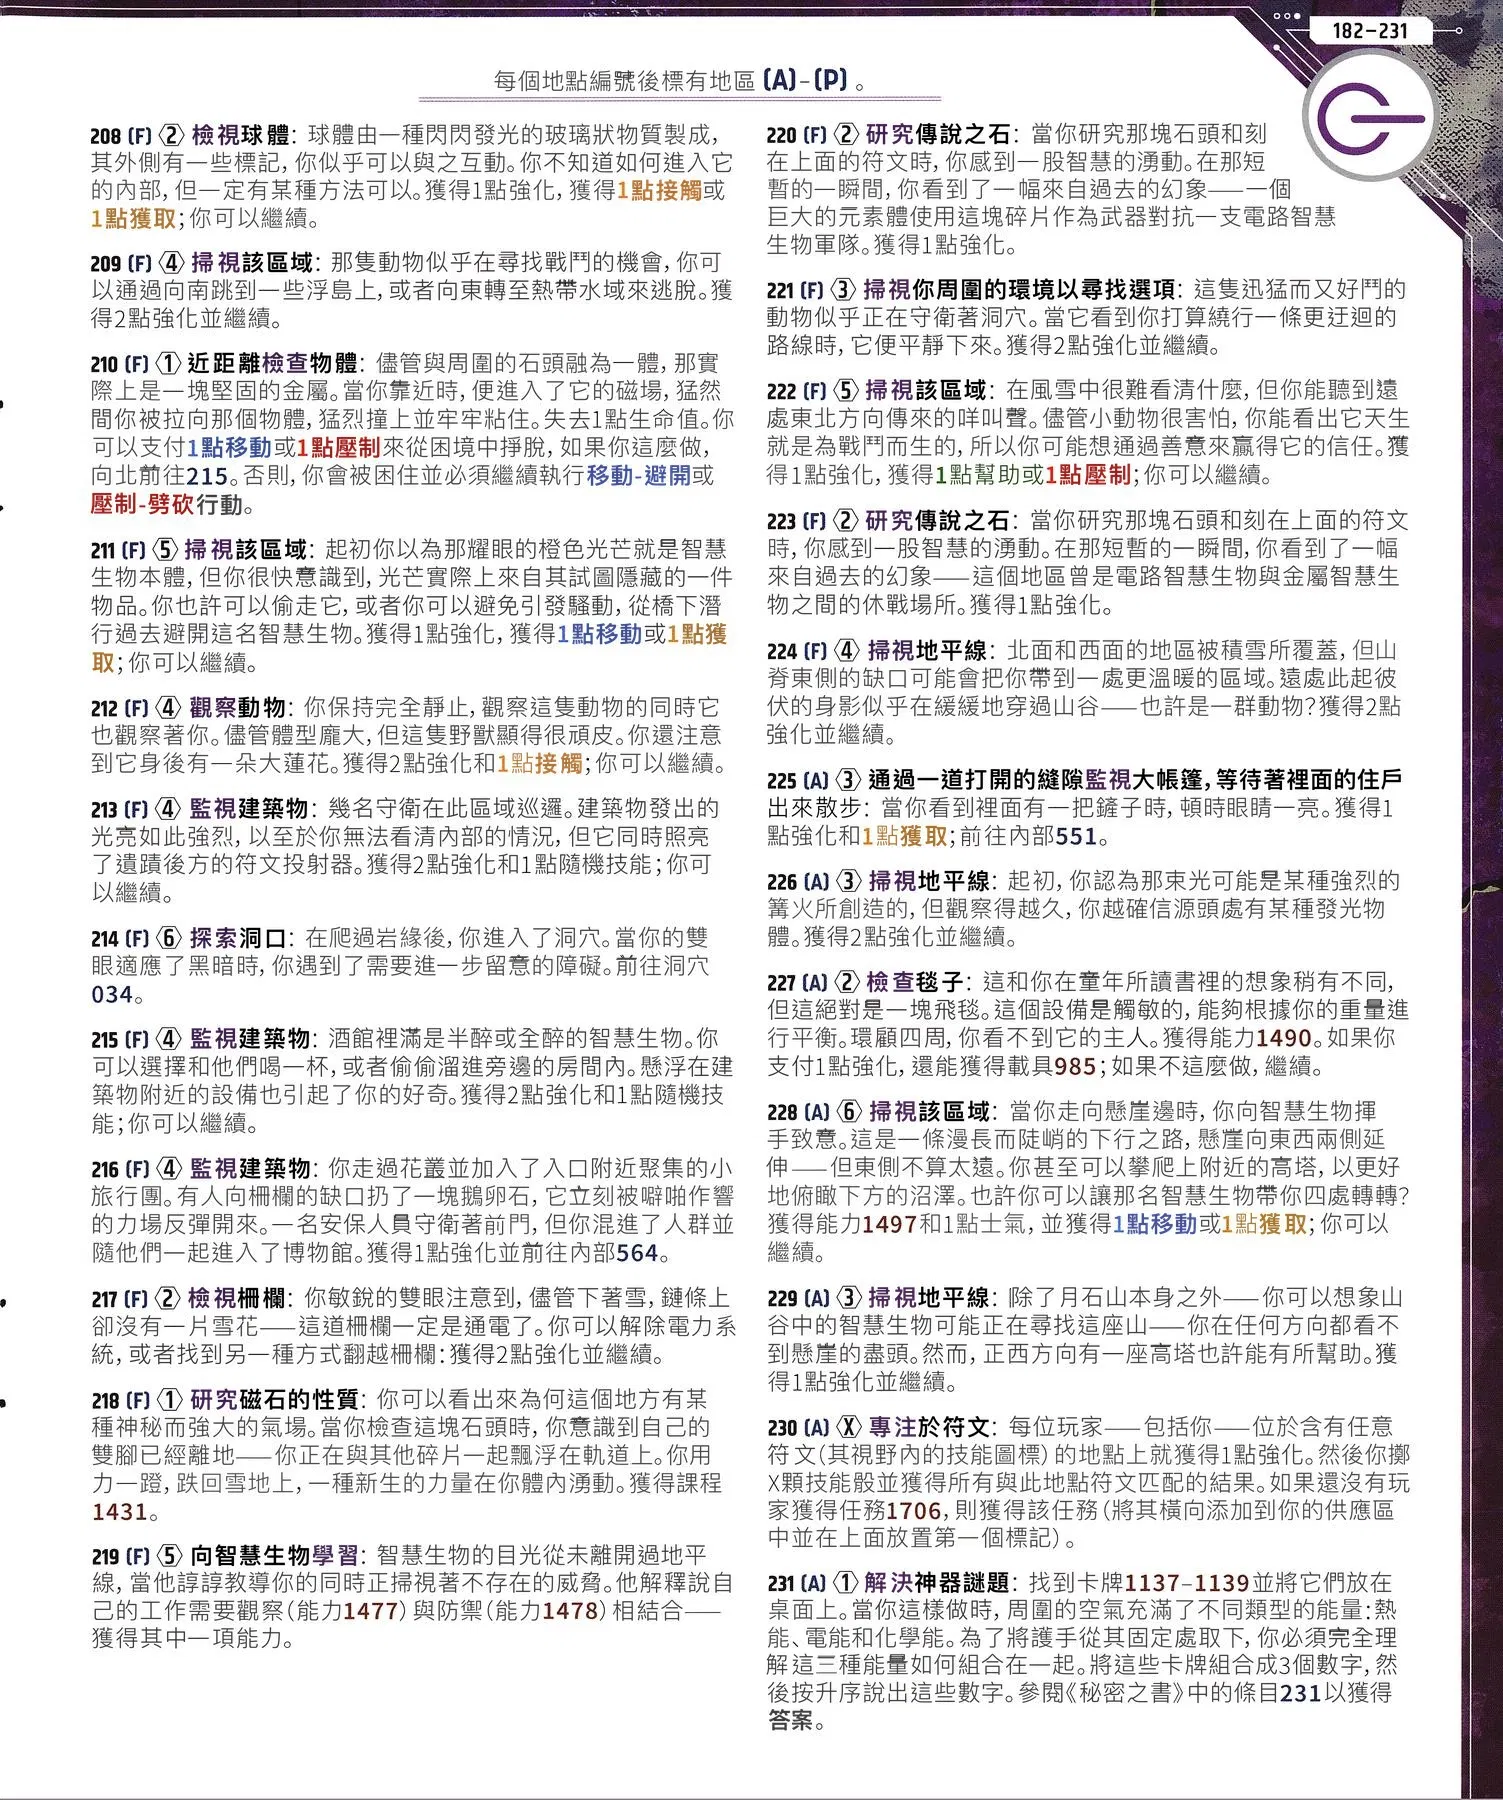 182-231
每個地點編號後標有地區 (A)-(P)。
208 (F) ② 檢視球體: 球體由一種閃閃發光的玻璃狀物質製成,
其外側有一些標記,你似乎可以與之互動。你不知道如何進入它
的內部,但一定有某種方法可以。獲得1點強化,獲得1點接觸或
1點獲取;你可以繼續。
209 (F) ④ 掃視該區域: 那隻動物似乎在尋找戰鬥的機會,你可
以通過向南跳到一些浮島上,或者向東轉至熱帶水域來逃脫。獲
得2點強化並繼續。
210 (F) ① 近距離檢查物體: 儘管與周圍的石頭融為一體,那實
際上是一塊堅固的金屬。當你靠近時,便進入了它的磁場,猛然
間你被拉向那個物體,猛烈撞上並牢牢粘住。失去1點生命值。你
可以支付1點移動或1點壓制來從困境中掙脫,如果你這麼做,
向北前往215。否則,你會被困住並必須繼續執行移動-避開或
壓制-劈砍行動。
211 (F) ⑤ 掃視該區域: 起初你以為那耀眼的橙色光芒就是智慧
生物本體,但你很快意識到,光芒實際上來自其試圖隱藏的一件
物品。你也許可以偷走它,或者你可以避免引發騷動,從橋下潛
行過去避開這名智慧生物。獲得1點強化,獲得1點移動或1點獲
取;你可以繼續。
212 (F) ④ 觀察動物: 你保持完全靜止,觀察這隻動物的同時它
也觀察著你。儘管體型龐大,但這隻野獸顯得很頑皮。你還注意
到它身後有一朵大蓮花。獲得2點強化和1點接觸;你可以繼續。
213 (F) ④ 監視建築物: 幾名守衛在此區域巡邏。建築物發出的
光亮如此強烈,以至於你無法看清內部的情況,但它同時照亮
了遺蹟後方的符文投射器。獲得2點強化和1點隨機技能;你可
以繼續。
214 (F) ⑥ 探索洞口: 在爬過岩緣後,你進入了洞穴。當你的雙
眼適應了黑暗時,你遇到了需要進一步留意的障礙。前往洞穴
034。
215 (F) ④ 監視建築物: 酒館裡滿是半醉或全醉的智慧生物。你
可以選擇和他們喝一杯,或者偷偷溜進旁邊的房間內。懸浮在建
築物附近的設備也引起了你的好奇。獲得2點強化和1點隨機技
能;你可以繼續。
216 (F) ④ 監視建築物: 你走過花叢並加入了入口附近聚集的小
旅行團。有人向柵欄的缺口扔了一塊鵝卵石,它立刻被噼啪作響
的力場反彈開來。一名安保人員守衛著前門,但你混進了人群並
隨他們一起進入了博物館。獲得1點強化並前往內部564。
217 (F) ② 檢視柵欄: 你敏銳的雙眼注意到,儘管下著雪,鏈條上
卻沒有一片雪花——這道柵欄一定是通電了。你可以解除電力系
統,或者找到另一種方式翻越柵欄:獲得2點強化並繼續。
218 (F) ① 研究磁石的性質: 你可以看出來為何這個地方有某
種神秘而強大的氣場。當你檢查這塊石頭時,你意識到自己的
雙腳已經離地——你正在與其他碎片一起飄浮在軌道上。你用
力一蹬,跌回雪地上,一種新生的力量在你體內湧動。獲得課程
1431。
219 (F) ⑤ 向智慧生物學習: 智慧生物的目光從未離開過地平
線,當他諄諄教導你的同時正掃視著不存在的威脅。他解釋說自
己的工作需要觀察(能力1477)與防禦(能力1478)相結合——
獲得其中一項能力。
220 (F) ② 研究傳說之石: 當你研究那塊石頭和刻
在上面的符文時,你感到一股智慧的湧動。在那短
暫的一瞬間,你看到了一幅來自過去的幻象——一個
巨大的元素體使用這塊碎片作為武器對抗一支電路智慧
生物軍隊。獲得1點強化。
221 (F) ③ 掃視你周圍的環境以尋找選項: 這隻迅猛而又好鬥的
動物似乎正在守衛著洞穴。當它看到你打算繞行一條更迂迴的
路線時,它便平靜下來。獲得2點強化並繼續。
222 (F) ⑤ 掃視該區域: 在風雪中很難看清什麼,但你能聽到遠
處東北方向傳來的咩叫聲。儘管小動物很害怕,你能看出它天生
就是為戰鬥而生的,所以你可能想通過善意來贏得它的信任。獲
得1點強化,獲得1點幫助或1點壓制;你可以繼續。
223 (F) ② 研究傳說之石: 當你研究那塊石頭和刻在上面的符文
時,你感到一股智慧的湧動。在那短暫的一瞬間,你看到了一幅
來自過去的幻象——這個地區曾是電路智慧生物與金屬智慧生
物之間的休戰場所。獲得1點強化。
224 (F) ④ 掃視地平線: 北面和西面的地區被積雪所覆蓋,但山
脊東側的缺口可能會把你帶到一處更溫暖的區域。遠處此起彼
伏的身影似乎在緩緩地穿過山谷——也許是一群動物?獲得2點
強化並繼續。
225 (A) ③ 通過一道打開的縫隙監視大帳篷,等待著裡面的住戶
出來散步: 當你看到裡面有一把鏟子時,頓時眼睛一亮。獲得1
點強化和1點獲取;前往內部551。
226 (A) ③ 掃視地平線: 起初,你認為那束光可能是某種強烈的
篝火所創造的,但觀察得越久,你越確信源頭處有某種發光物
體。獲得2點強化並繼續。
227 (A) ② 檢查毯子: 這和你在童年所讀書裡的想象稍有不同,
但這絕對是一塊飛毯。這個設備是觸敏的,能夠根據你的重量進
行平衡。環顧四周,你看不到它的主人。獲得能力1490。如果你
支付1點強化,還能獲得載具985;如果不這麼做,繼續。
228 (A) ⑥ 掃視該區域: 當你走向懸崖邊時,你向智慧生物揮
手致意。這是一條漫長而陡峭的下行之路,懸崖向東西兩側延
伸——但東側不算太遠。你甚至可以攀爬上附近的高塔,以更好
地俯瞰下方的沼澤。也許你可以讓那名智慧生物帶你四處轉轉?
獲得能力1497和1點士氣,並獲得1點移動或1點獲取;你可以
繼續。
229 (A) ③ 掃視地平線: 除了月石山本身之外——你可以想象山
谷中的智慧生物可能正在尋找這座山——你在任何方向都看不
到懸崖的盡頭。然而,正西方向有一座高塔也許能有所幫助。獲
得1點強化並繼續。
230 (A) Ⓧ 專注於符文: 每位玩家——包括你——位於含有任意
符文(其視野內的技能圖標)的地點上就獲得1點強化。然後你擲
X顆技能骰並獲得所有與此地點符文匹配的結果。如果還沒有玩
家獲得任務1706,則獲得該任務(將其橫向添加到你的供應區
中並在上面放置第一個標記)。
231 (A) ① 解決神器謎題: 找到卡牌1137-1139並將它們放在
桌面上。當你這樣做時,周圍的空氣充滿了不同類型的能量:熱
能、電能和化學能。為了將護手從其固定處取下,你必須完全理
解這三種能量如何組合在一起。將這些卡牌組合成3個數字,然
後按升序說出這些數字。參閱《秘密之書》中的條目231以獲得
答案。